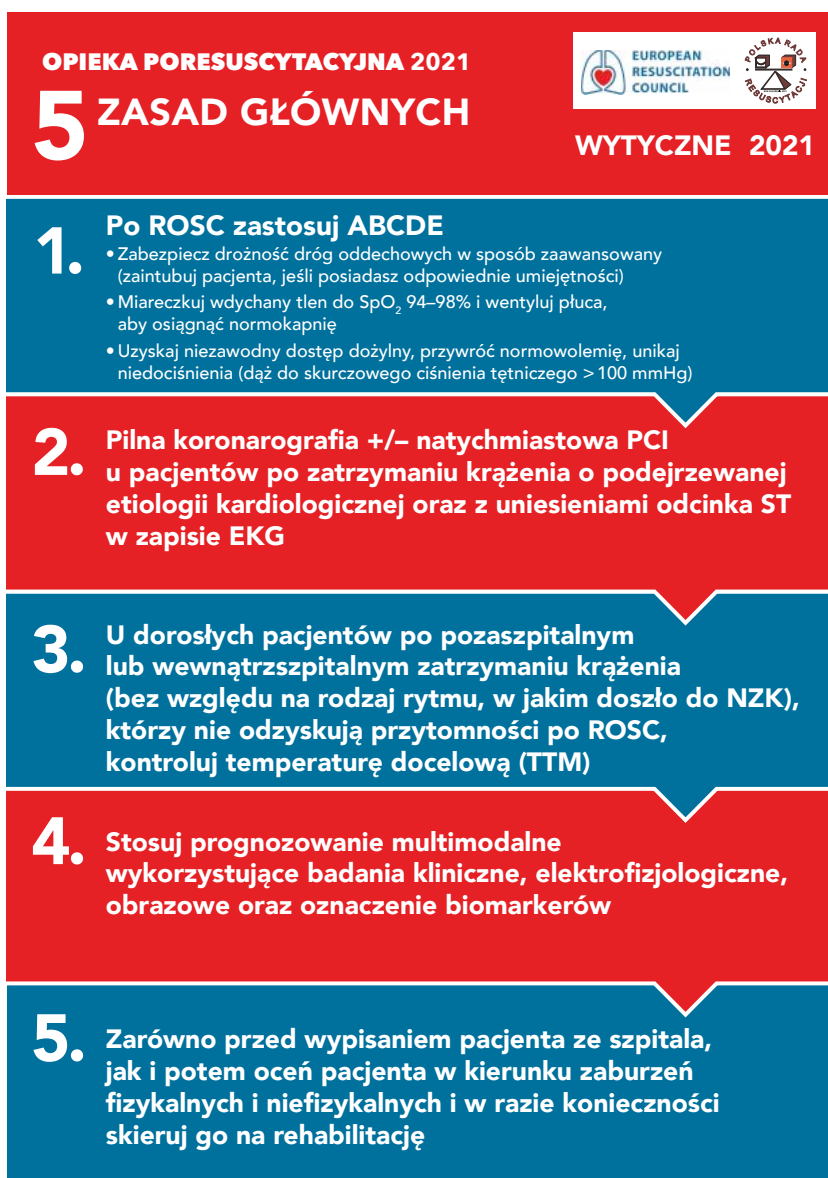 OPIEKA PORESUSCYTACYJNA 2021
5 ZASAD GŁÓWNYCH
EUROPEAN
RESUSCITATION
COUNCIL
POLSKA RADA
RESUSCYTACJI
WYTYCZNE 2021
1. Po ROSC zastosuj ABCDE
• Zabezpiecz drożność dróg oddechowych w sposób zaawansowany
(zaintubuj pacjenta, jeśli posiadasz odpowiednie umiejętności)
• Miareczkuj wdychany tlen do SpO₂ 94–98% i wentyluj płuca,
aby osiągnąć normokapnię
• Uzyskaj niezawodny dostęp dożylny, przywróć normowolemię, unikaj
niedociśnienia (dąż do skurczowego ciśnienia tętniczego >100 mmHg)
2. Pilna koronarografia +/– natychmiastowa PCI
u pacjentów po zatrzymaniu krążenia o podejrzewanej
etiologii kardiologicznej oraz z uniesieniami odcinka ST
w zapisie EKG
3. U dorosłych pacjentów po pozaszpitalnym
lub wewnątrzszpitalnym zatrzymaniu krążenia
(bez względu na rodzaj rytmu, w jakim doszło do NZK),
którzy nie odzyskują przytomności po ROSC,
kontroluj temperaturę docelową (TTM)
4. Stosuj prognozowanie multimodalne
wykorzystujące badania kliniczne, elektrofizjologiczne,
obrazowe oraz oznaczenie biomarkerów
5. Zarówno przed wypisaniem pacjenta ze szpitala,
jak i potem oceń pacjenta w kierunku zaburzeń
fizykalnych i niefizykalnych i w razie konieczności
skieruj go na rehabilitację